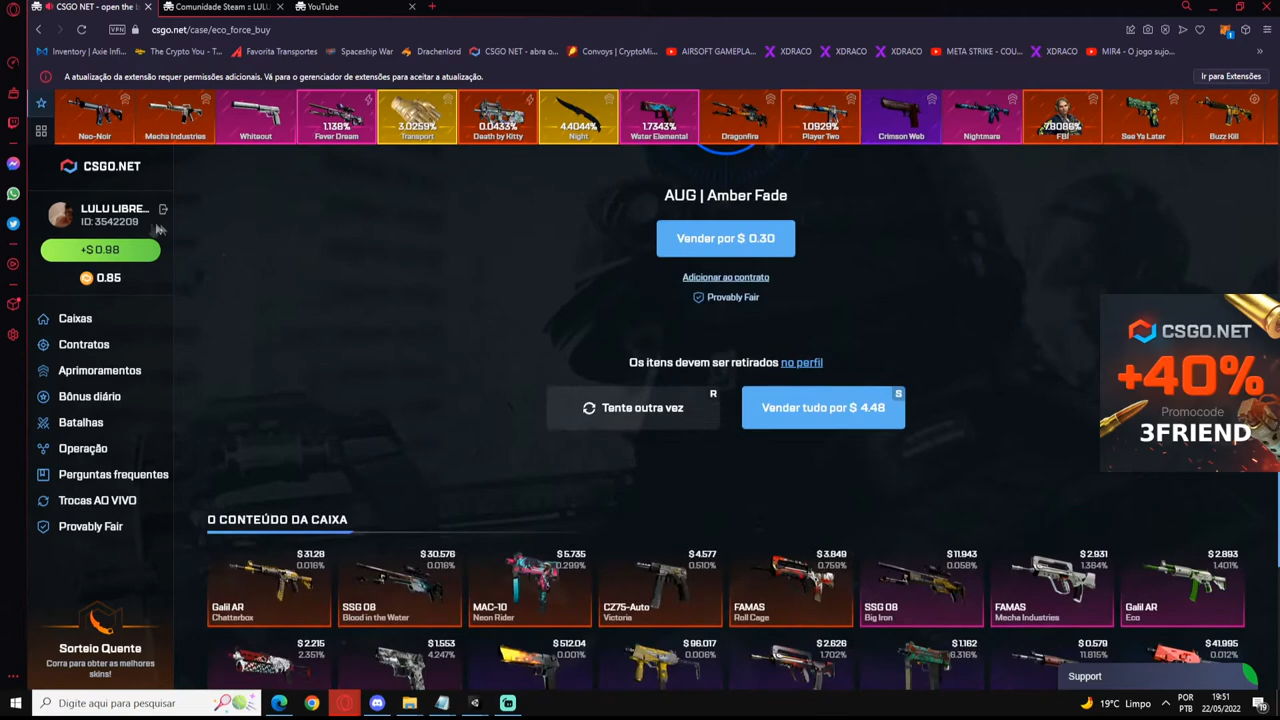 CSGO NET - open the b
Comunidade Steam :: LULU
YouTube
VPN
csgo.net/case/eco_force_buy
Inventory | Axie Infi...
The Crypto You - T...
Favorita Transportes
Spaceship War
Drachenlord
CSGO NET - abra o...
Convoys | CryptoMi...
AIRSOFT GAMEPLA...
XDRACO
XDRACO
XDRACO
META STRIKE - COU...
XDRACO
MIR4 - O jogo sujo...
A atualização da extensão requer permissões adicionais. Vá para o gerenciador de extensões para aceitar a atualização.
Ir para Extensões
Neo-Noir
Mecha Industries
Whiteout
1.138%
Fever Dream
3.0259%
Transport
0.0433%
Death by Kitty
4.4044%
Night
1.7343%
Water Elemental
Dragonfire
1.0929%
Player Two
Crimson Web
Nightmare
FBI
See Ya Later
Buzz Kill
CSGO.NET
LULU LIBRE...
ID: 3542209
+$ 0.98
0.85
Caixas
Contratos
Aprimoramentos
Bônus diário
Batalhas
Operação
Perguntas frequentes
Trocas AO VIVO
Provably Fair
Sorteio Quente
Corra para obter as melhores
skins!
AUG | Amber Fade
Vender por $ 0.30
Adicionar ao contrato
Provably Fair
Os itens devem ser retirados no perfil
Tente outra vez
R
Vender tudo por $ 4.48
S
CSGO.NET
+40%
Promocode
3FRIEND
O CONTEÚDO DA CAIXA
$ 31.28
0.016%
Galil AR
Chatterbox
$ 30.576
0.016%
SSG 08
Blood in the Water
$ 5.735
0.299%
MAC-10
Neon Rider
$ 4.577
0.510%
CZ75-Auto
Victoria
$ 3.849
0.759%
FAMAS
Roll Cage
$ 11.943
0.058%
SSG 08
Big Iron
$ 2.931
1.364%
FAMAS
Mecha Industries
$ 2.893
1.401%
Galil AR
Eco
$ 2.215
2.351%
$ 1.553
4.247%
$ 512.04
0.001%
$ 96.017
0.006%
$ 2.628
1.702%
$ 1.162
6.316%
$ 0.579
11.815%
$ 41.995
0.012%
Support
Digite aqui para pesquisar
19°C Limpo
POR
PTB
19:51
22/05/2022
19